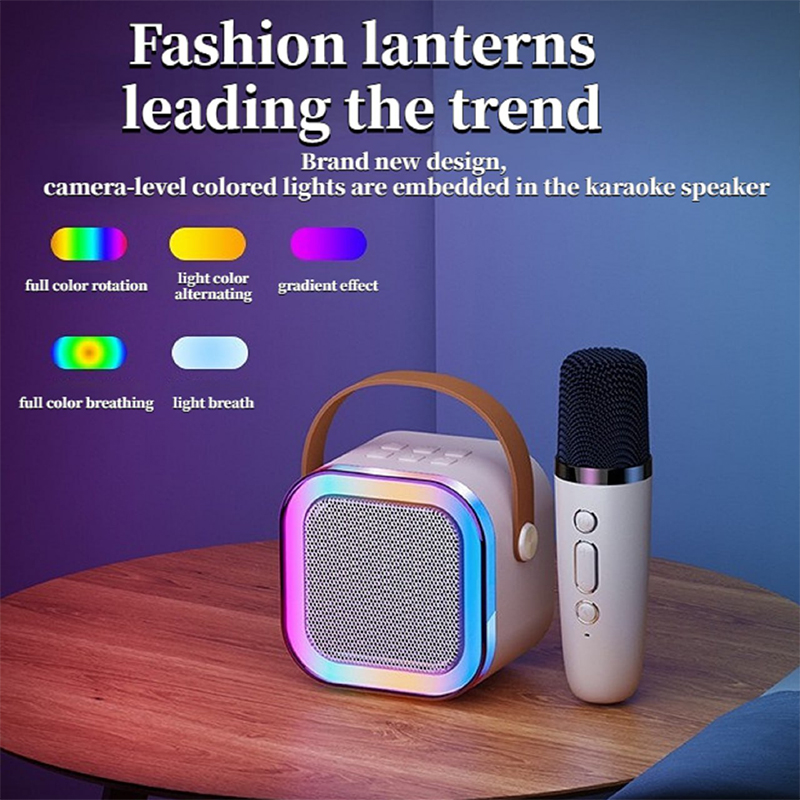 Fashion lanterns
leading the trend
Brand new design,
camera-level colored lights are embedded in the karaoke speaker
full color rotation
light color
alternating
gradient effect
full color breathing
light breath